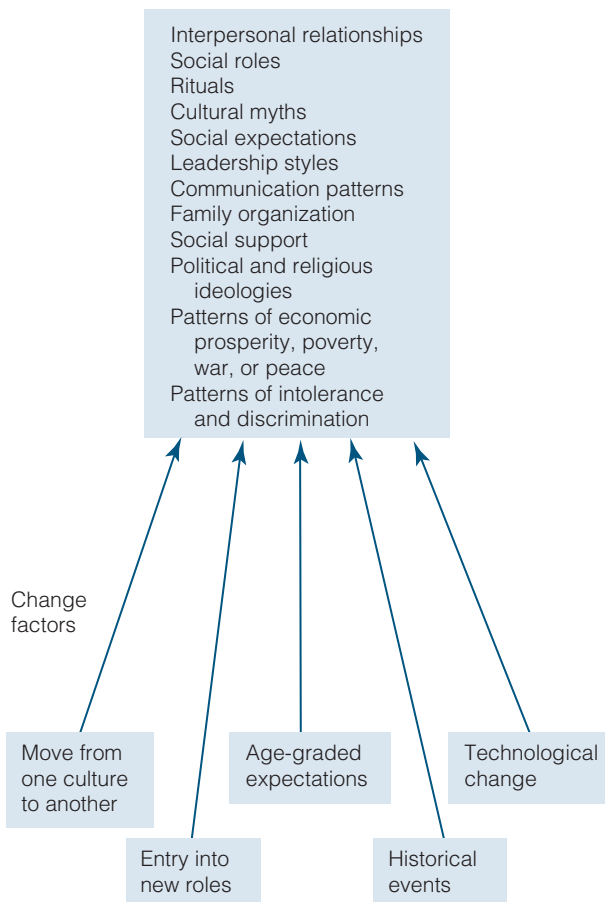 Interpersonal relationships
Social roles
Rituals
Cultural myths
Social expectations
Leadership styles
Communication patterns
Family organization
Social support
Political and religious
ideologies
Patterns of economic
prosperity, poverty,
war, or peace
Patterns of intolerance
and discrimination
Change
factors
Move from
one culture
to another
Age-graded
expectations
Technological
change
Entry into
new roles
Historical
events